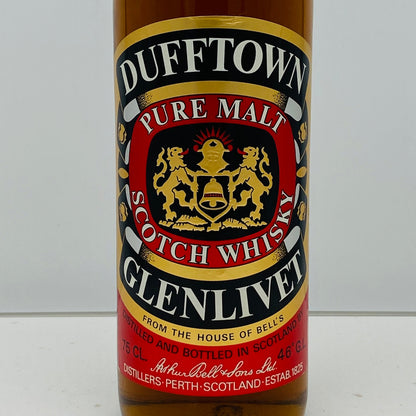 DUFFTOWN
PURE MALT
SCOTCH WHISKY
GLENLIVET
FROM THE HOUSE OF BELL'S
DISTILLED AND BOTTLED IN SCOTLAND BY
75 CL. 46° G.L.
Arthur Bell & Sons Ltd.
DISTILLERS·PERTH·SCOTLAND·ESTAB. 1825